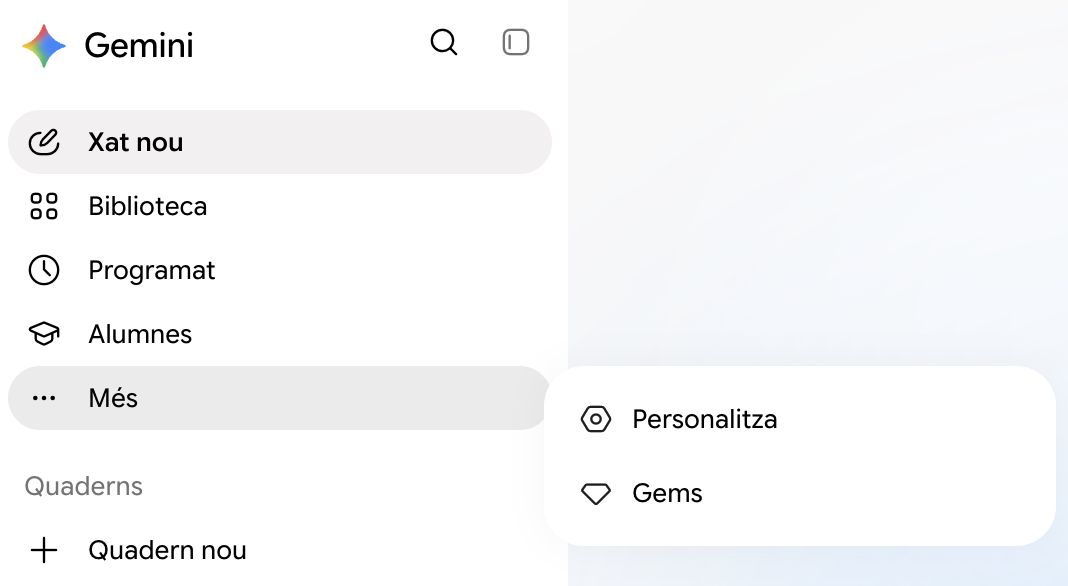 Gemini
Xat nou
Biblioteca
Programat
Alumnes
Més
Personalitza
Gems
Quaderns
Quadern nou